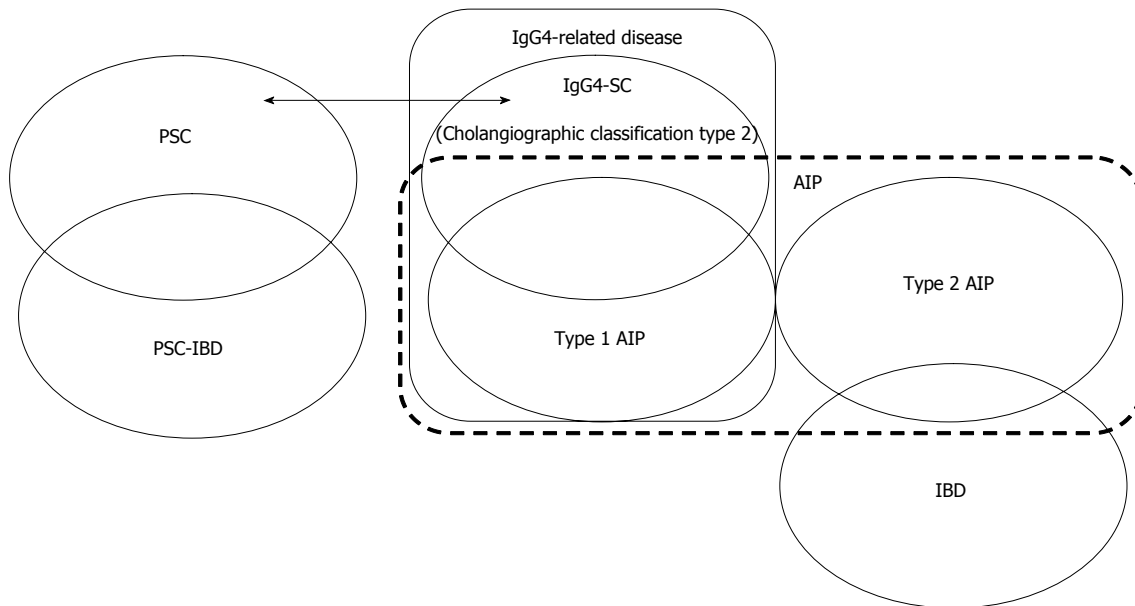 IgG4-related disease
IgG4-SC
PSC
(Cholangiographic classification type 2)
AIP
Type 2 AIP
Type 1 AIP
PSC-IBD
IBD